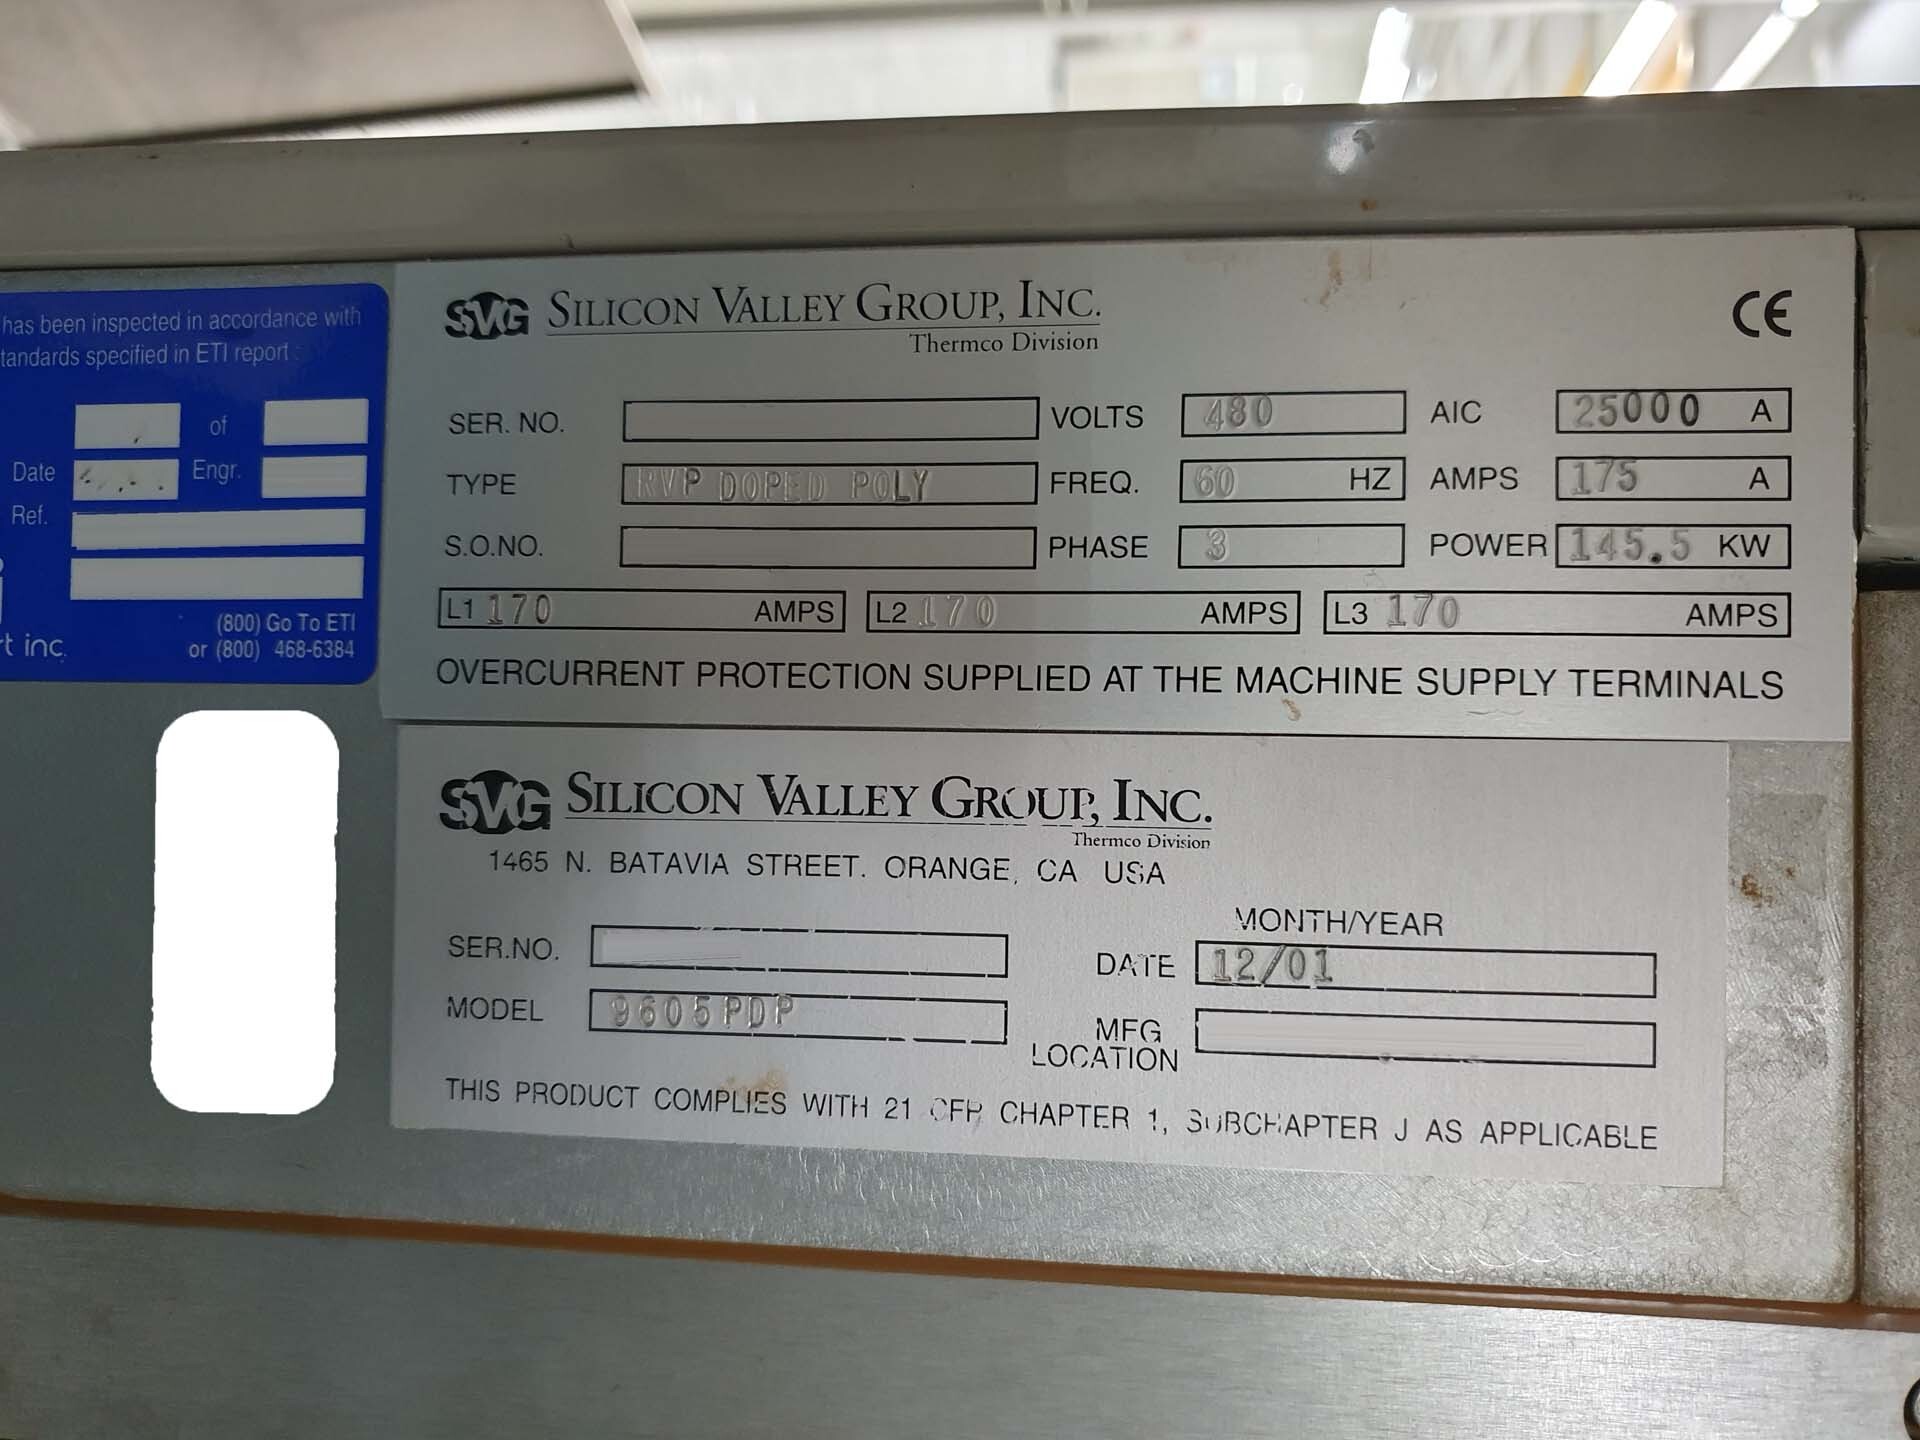 has been inspected in accordance with
tandards specified in ETI report
of
Date
Engr.
Ref.
(800) Go To ETI
t inc.
or (800) 468-6384
SVG SILICON VALLEY GROUP, INC.
Thermco Division
CE
SER. NO. VOLTS 480 AIC 25000 A
TYPE RVP DOPED POLY FREQ. 60 HZ AMPS 175 A
S.O.NO. PHASE 3 POWER 145.5 KW
L1 170 AMPS L2 170 AMPS L3 170 AMPS
OVERCURRENT PROTECTION SUPPLIED AT THE MACHINE SUPPLY TERMINALS
SVG SILICON VALLEY GROUP, INC.
Thermco Division
1465 N. BATAVIA STREET. ORANGE, CA USA
MONTH/YEAR
SER.NO. DATE 12/01
MODEL 9605PDP MFG
LOCATION
THIS PRODUCT COMPLIES WITH 21 CFR CHAPTER 1, SUBCHAPTER J AS APPLICABLE